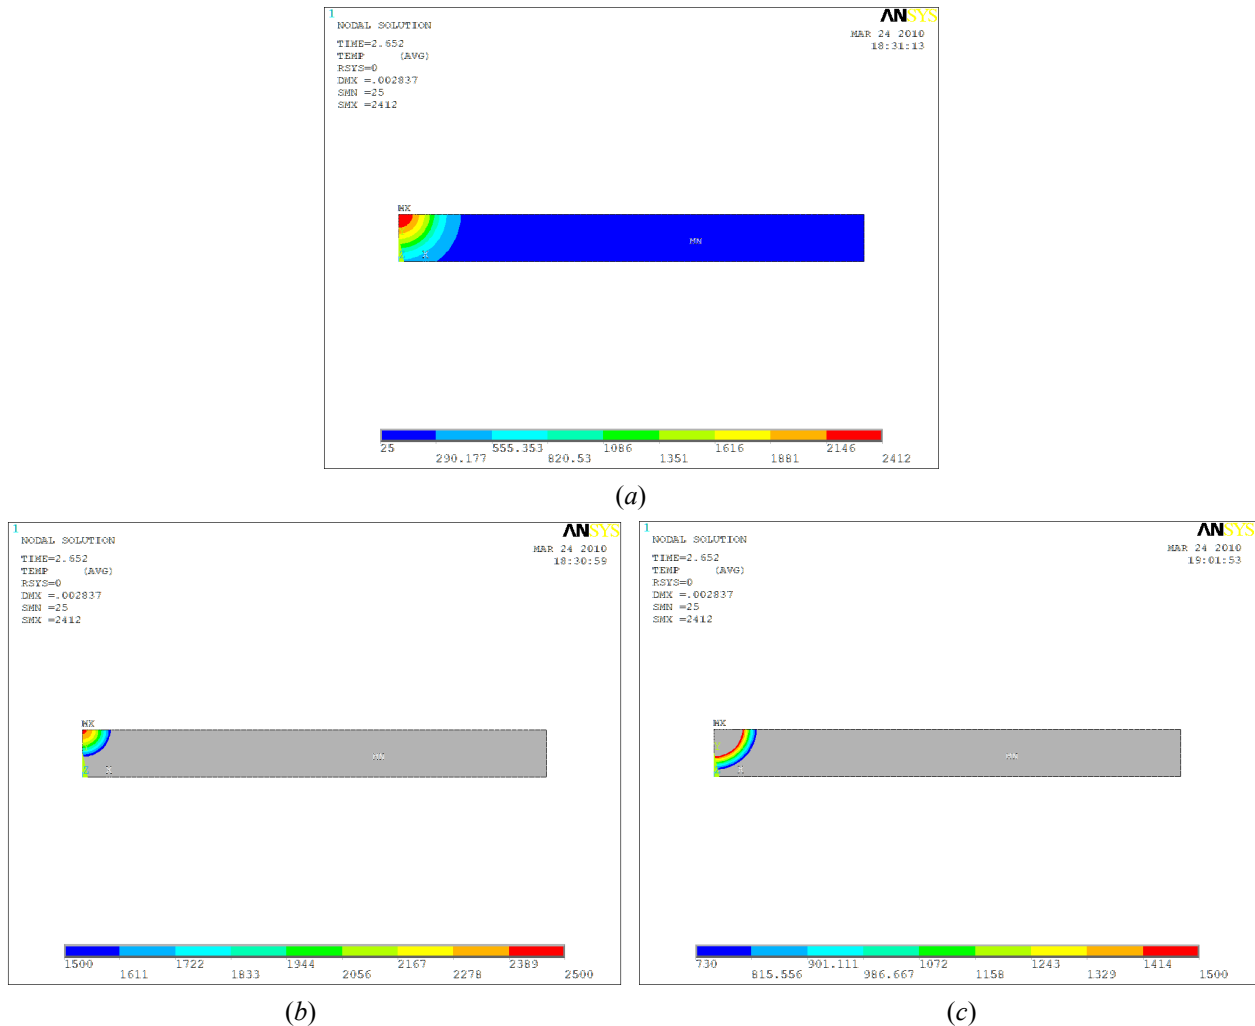 1
ANSYS
NODAL SOLUTION
MAR 24 2010
18:31:13
TIME=2.652
TEMP (AVG)
RSYS=0
DMX =.002837
SMN =25
SMX =2412
MX
MN
Z X
25 555.353 1086 1616 2146
290.177 820.53 1351 1881 2412
(a)
1
ANSYS
NODAL SOLUTION
MAR 24 2010
18:30:59
TIME=2.652
TEMP (AVG)
RSYS=0
DMX =.002837
SMN =25
SMX =2412
MX
MN
Z X
1500 1722 1944 2167 2389
1611 1833 2056 2278 2500
(b)
1
ANSYS
NODAL SOLUTION
MAR 24 2010
19:01:53
TIME=2.652
TEMP (AVG)
RSYS=0
DMX =.002837
SMN =25
SMX =2412
MX
MN
730 901.111 1072 1243 1414
815.556 986.667 1158 1329 1500
(c)